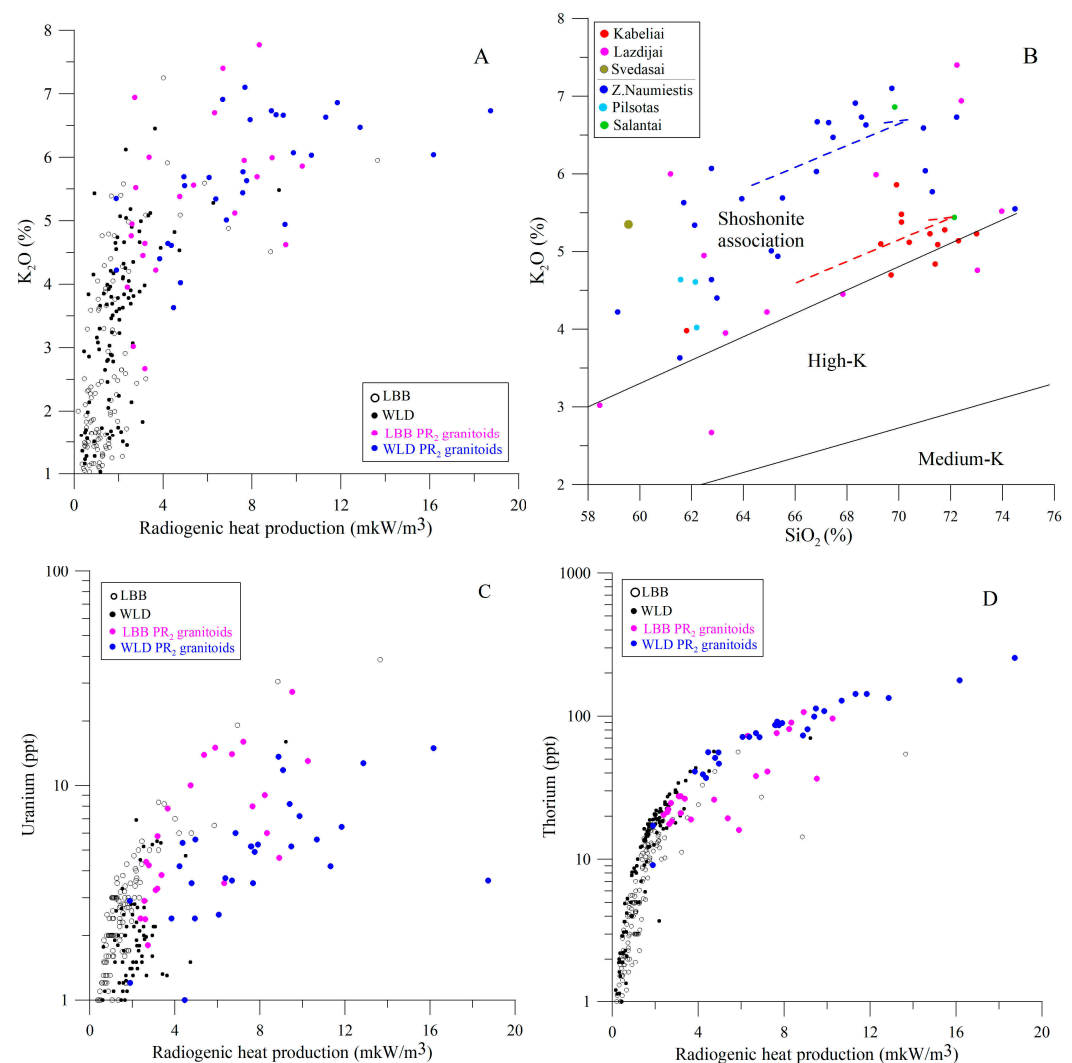 A
K₂O (%)
8
7
6
5
4
3
2
1
0
4
8
12
16
20
Radiogenic heat production (mkW/m³)
LBB
WLD
LBB PR₂ granitoids
WLD PR₂ granitoids
B
Kabeliai
Lazdijai
Svedasai
Z.Naumiestis
Pilsotas
Salantai
K₂O (%)
8
7
6
5
4
3
2
Shoshonite
association
High-K
Medium-K
58
60
62
64
66
68
70
72
74
76
SiO₂ (%)
C
LBB
WLD
LBB PR₂ granitoids
WLD PR₂ granitoids
Uranium (ppt)
100
10
1
0
4
8
12
16
20
Radiogenic heat production (mkW/m³)
D
LBB
WLD
LBB PR₂ granitoids
WLD PR₂ granitoids
Thorium (ppt)
1000
100
10
1
0
4
8
12
16
20
Radiogenic heat production (mkW/m³)